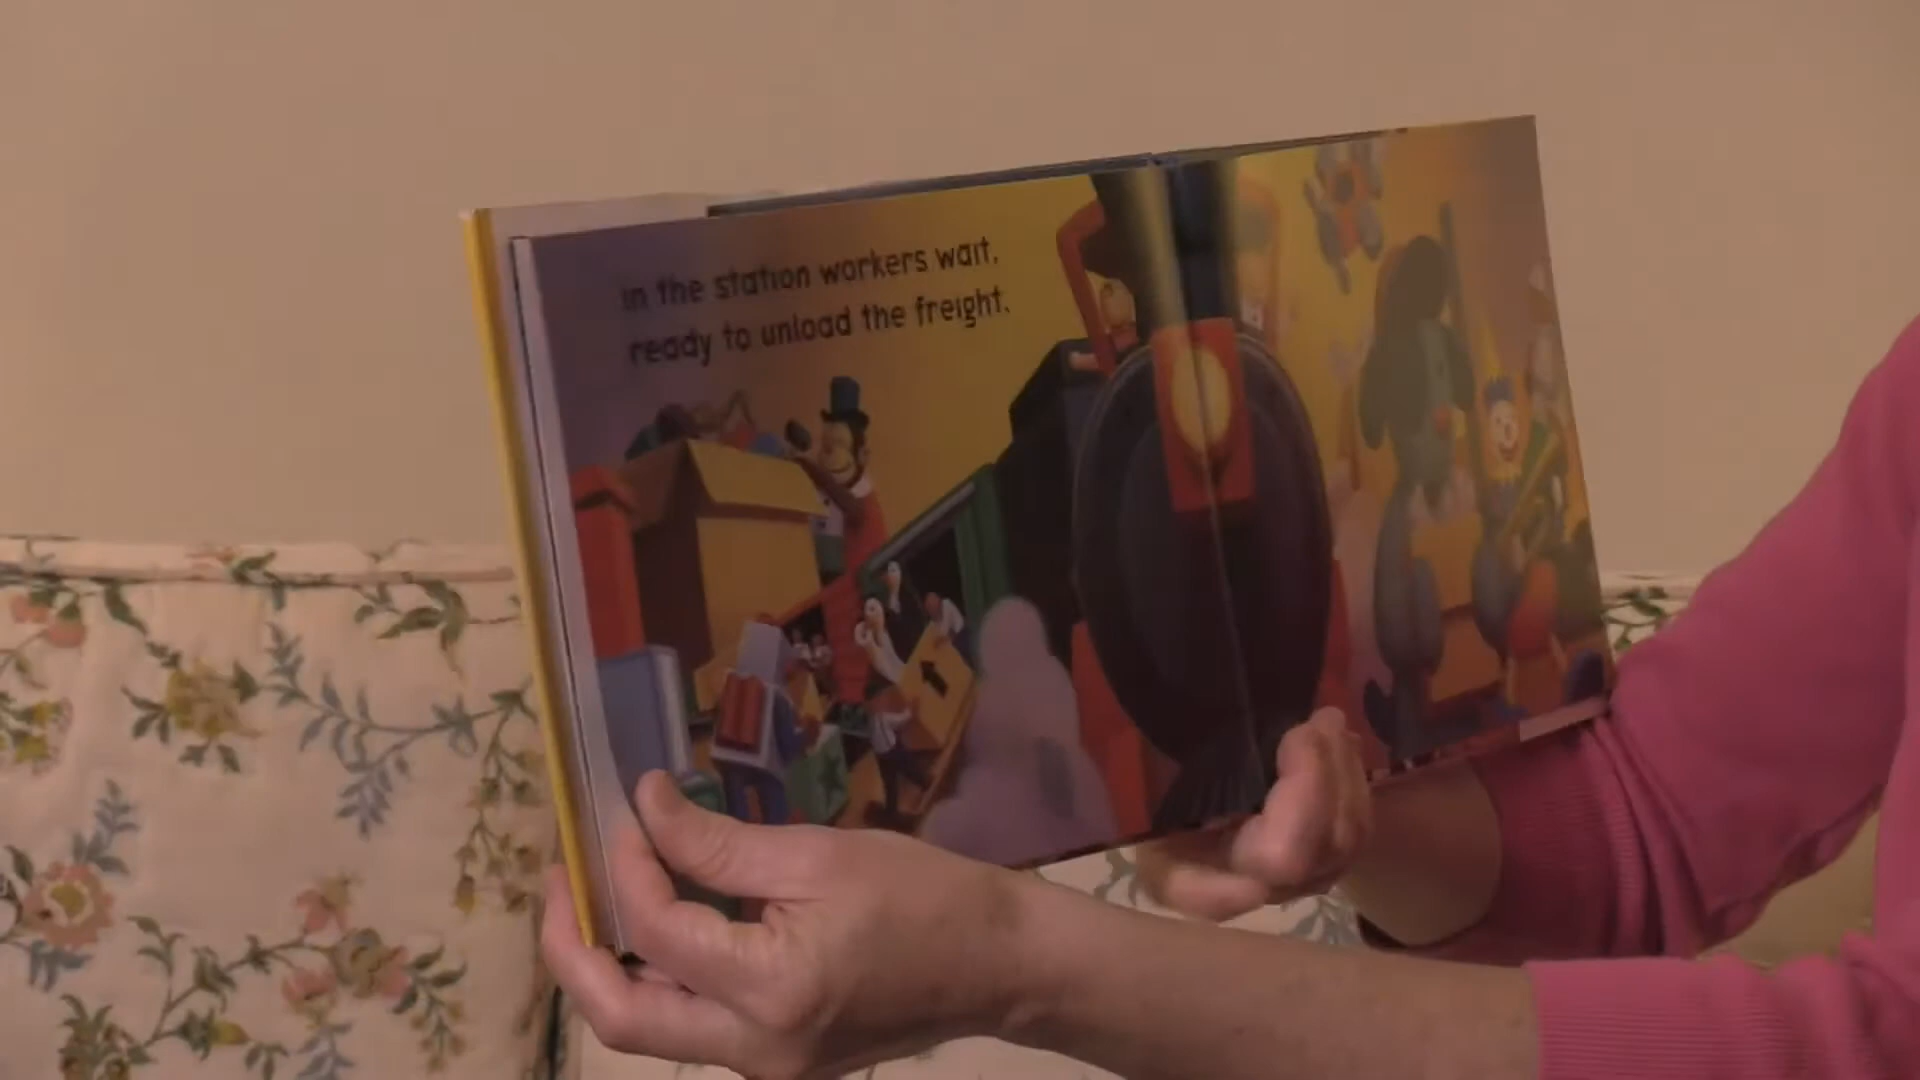 In the station workers wait,
ready to unload the freight.